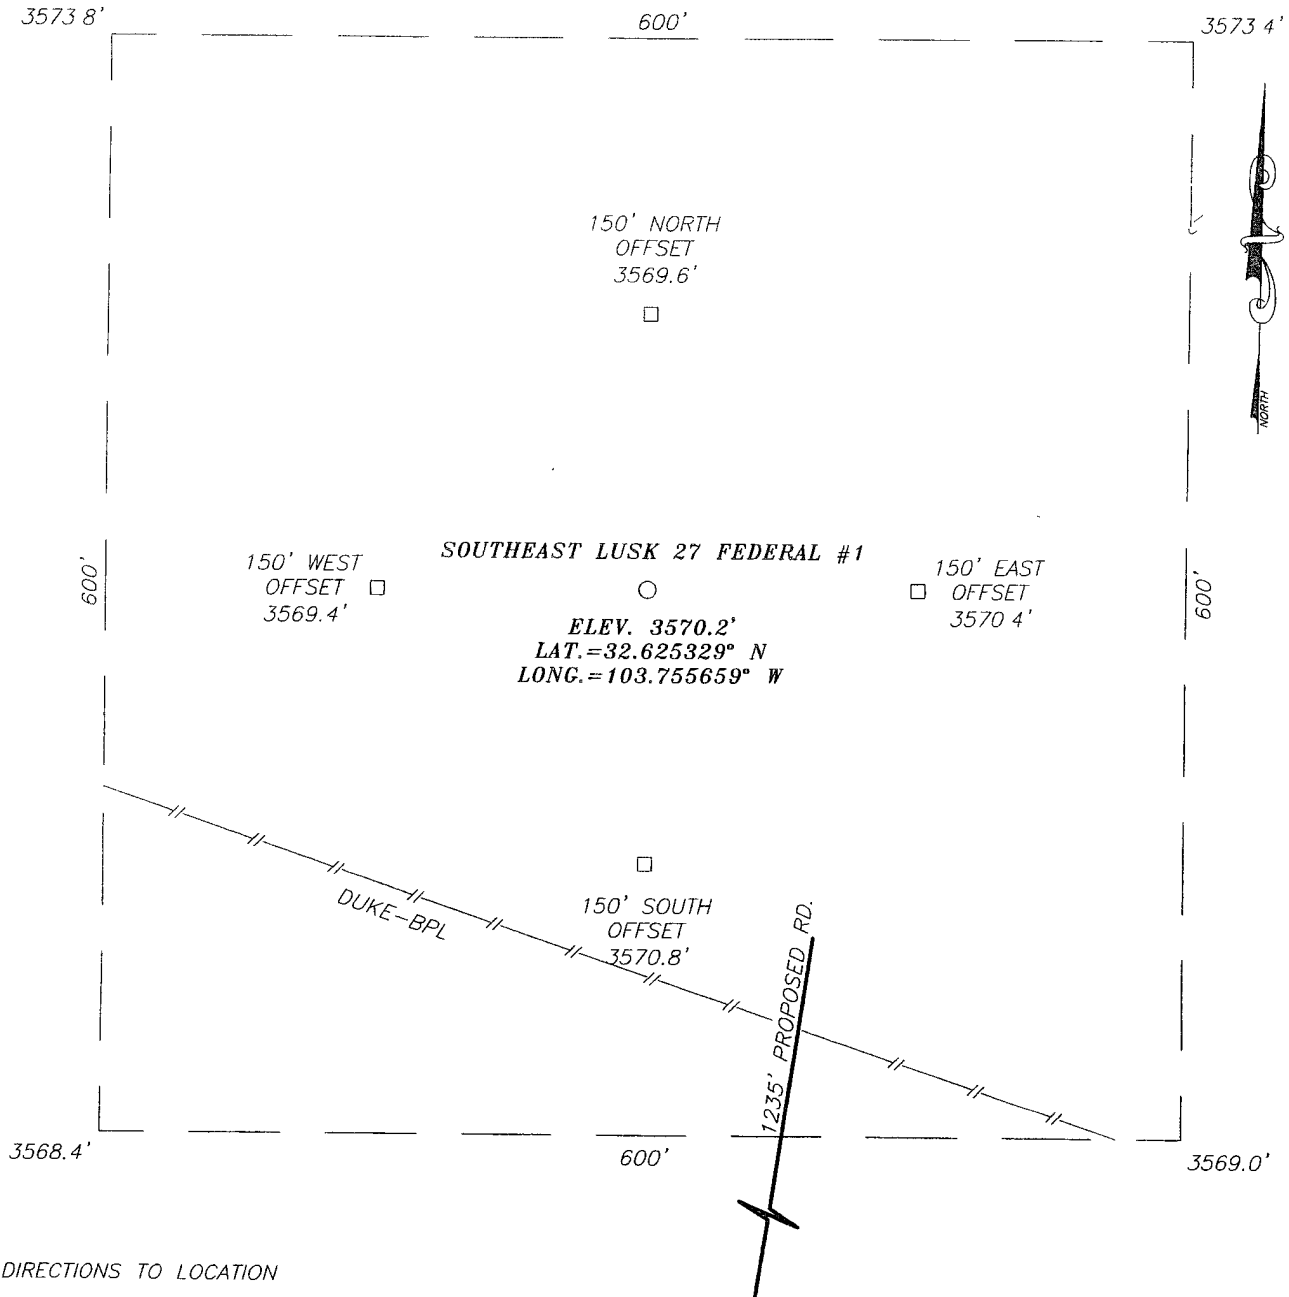 3573 8'
600'
3573 4'
150' NORTH
OFFSET
3569.6'
NORTH
600'
150' WEST
OFFSET
3569.4'
SOUTHEAST LUSK 27 FEDERAL #1
ELEV. 3570.2'
LAT.=32.625329° N
LONG.=103.755659° W
150' EAST
OFFSET
3570 4'
600'
DUKE-BPL
150' SOUTH
OFFSET
3570.8'
1235' PROPOSED RD.
3568.4'
600'
3569.0'
DIRECTIONS TO LOCATION